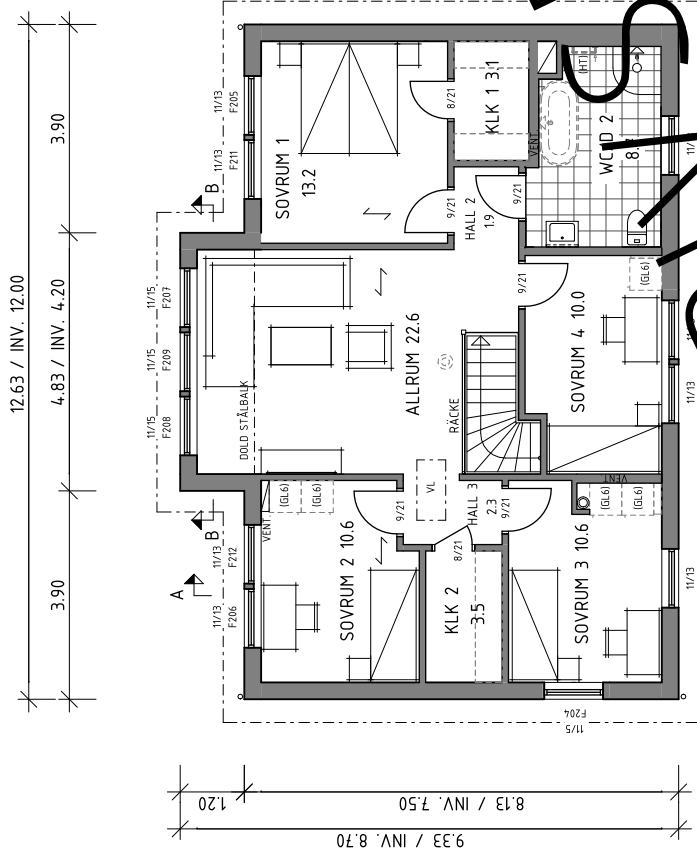 11/13
F205
11/13
F211
B
SOVRUM 1
13.2
8/21
KLK 1 3.1
(HT)
VENT
9/21
HALL 2
1.9
9/21
3.90
12.63 / INV. 12.00
4.83 / INV. 4.20
3.90
11/15
F207
11/15
F209
11/15
F208
DOLD STÅLBALK
ALLRUM 22.6
RÄCKE
9/21
SOVRUM 4 10.0
(GL6)
11/13
VENT.
(GL6)
(GL6)
B
11/13
F212
A
11/13
F206
SOVRUM 2 10.6
9/21
VL
HALL 3
2.3
9/21
8/21
KLK 2
3.5
VENT
(GL6)
(GL6)
SOVRUM 3 10.6
11/13
F204
11/5
1.20
8.13 / INV. 7.50
9.33 / INV. 8.70